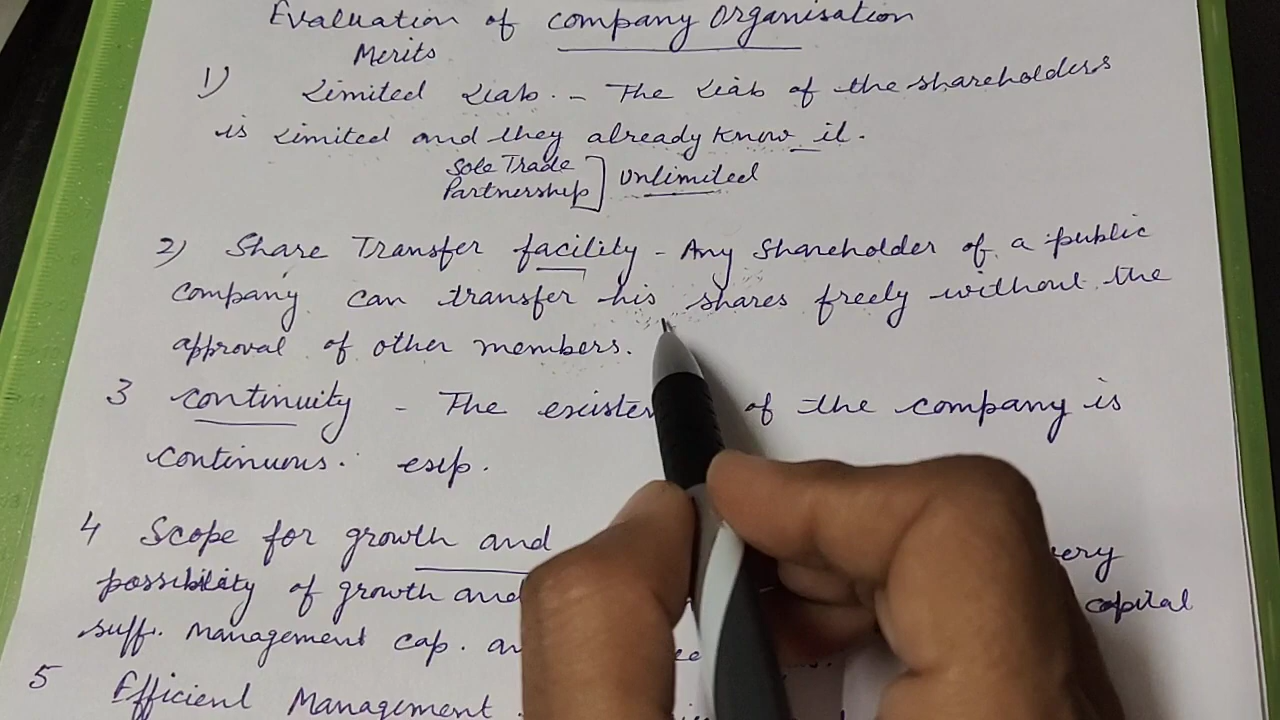 Evaluation of company Organisation
Merits
1) Limited Liab. - The Liab of the shareholders
is Limited and they already know it.
Sole Trade
Partnership ] Unlimited
2) Share Transfer facility - Any Shareholder of a public
company can transfer his shares freely without the
approval of other members.
3 continuity - The of the company is
continuous.
4 Scope for growth and very
possibility of growth and capital
suff. Management cap.
5 Efficient Management